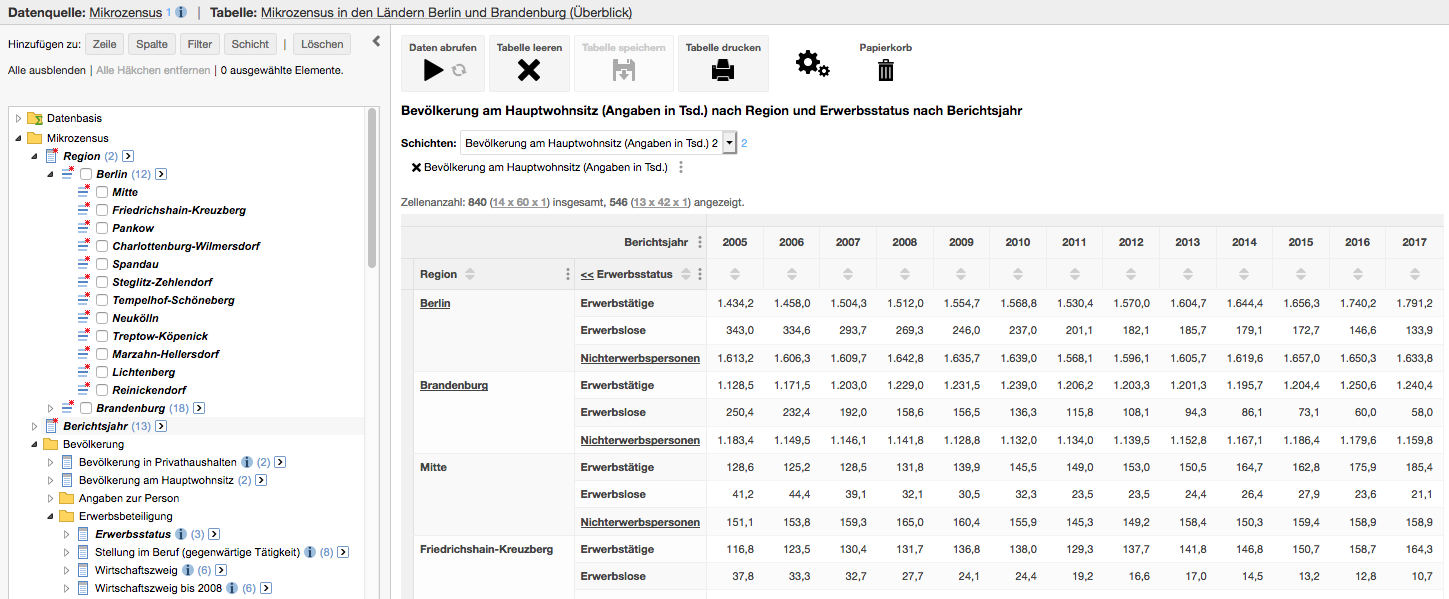 Datenquelle: Mikrozensus 1 i | Tabelle: Mikrozensus in den Ländern Berlin und Brandenburg (Überblick)
Hinzufügen zu: Zeile Spalte Filter Schicht | Löschen
Alle ausblenden | Alle Häkchen entfernen | 0 ausgewählte Elemente.
Datenbasis
Mikrozensus
Region (2)
Berlin (12)
Mitte
Friedrichshain-Kreuzberg
Pankow
Charlottenburg-Wilmersdorf
Spandau
Steglitz-Zehlendorf
Tempelhof-Schöneberg
Neukölln
Treptow-Köpenick
Marzahn-Hellersdorf
Lichtenberg
Reinickendorf
Brandenburg (18)
Berichtsjahr (13)
Bevölkerung
Bevölkerung in Privathaushalten i (2)
Bevölkerung am Hauptwohnsitz (2)
Angaben zur Person
Erwerbsbeteiligung
Erwerbsstatus i (3)
Stellung im Beruf (gegenwärtige Tätigkeit) i (8)
Wirtschaftszweig i (6)
Wirtschaftszweig bis 2008 i (6)
Daten abrufen Tabelle leeren Tabelle speichern Tabelle drucken Papierkorb
Bevölkerung am Hauptwohnsitz (Angaben in Tsd.) nach Region und Erwerbsstatus nach Berichtsjahr
Schichten: Bevölkerung am Hauptwohnsitz (Angaben in Tsd.) 2 2
Bevölkerung am Hauptwohnsitz (Angaben in Tsd.)
Zellenanzahl: 840 (14 x 60 x 1) insgesamt, 546 (13 x 42 x 1) angezeigt.
Berichtsjahr 2005 2006 2007 2008 2009 2010 2011 2012 2013 2014 2015 2016 2017
Region << Erwerbsstatus
Berlin Erwerbstätige 1.434,2 1.458,0 1.504,3 1.512,0 1.554,7 1.568,8 1.530,4 1.570,0 1.604,7 1.644,4 1.656,3 1.740,2 1.791,2
Erwerbslose 343,0 334,6 293,7 269,3 246,0 237,0 201,1 182,1 185,7 179,1 172,7 146,6 133,9
Nichterwerbspersonen 1.613,2 1.606,3 1.609,7 1.642,8 1.635,7 1.639,0 1.568,1 1.596,1 1.605,7 1.619,6 1.657,0 1.650,3 1.633,8
Brandenburg Erwerbstätige 1.128,5 1.171,5 1.203,0 1.229,0 1.231,5 1.239,0 1.206,2 1.203,3 1.201,3 1.195,7 1.204,4 1.250,6 1.240,4
Erwerbslose 250,4 232,4 192,0 158,6 156,5 136,3 115,8 108,1 94,3 86,1 73,1 60,0 58,0
Nichterwerbspersonen 1.183,4 1.149,5 1.146,1 1.141,8 1.128,8 1.132,0 1.134,0 1.139,5 1.152,8 1.167,1 1.186,4 1.179,6 1.159,8
Mitte Erwerbstätige 128,6 125,2 128,5 131,8 139,9 145,5 149,0 153,0 150,5 164,7 162,8 175,9 185,4
Erwerbslose 41,2 44,4 39,1 32,1 30,5 32,3 23,5 23,5 24,4 26,4 27,9 23,6 21,1
Nichterwerbspersonen 151,1 153,8 159,3 165,0 160,4 155,9 145,3 149,2 158,4 150,3 159,4 158,9 158,9
Friedrichshain-Kreuzberg Erwerbstätige 116,8 123,5 130,4 131,7 136,8 138,0 129,3 137,7 141,8 146,8 150,7 158,7 164,3
Erwerbslose 37,8 33,3 32,7 27,7 24,1 24,4 19,2 16,6 17,0 14,5 13,2 12,8 10,7